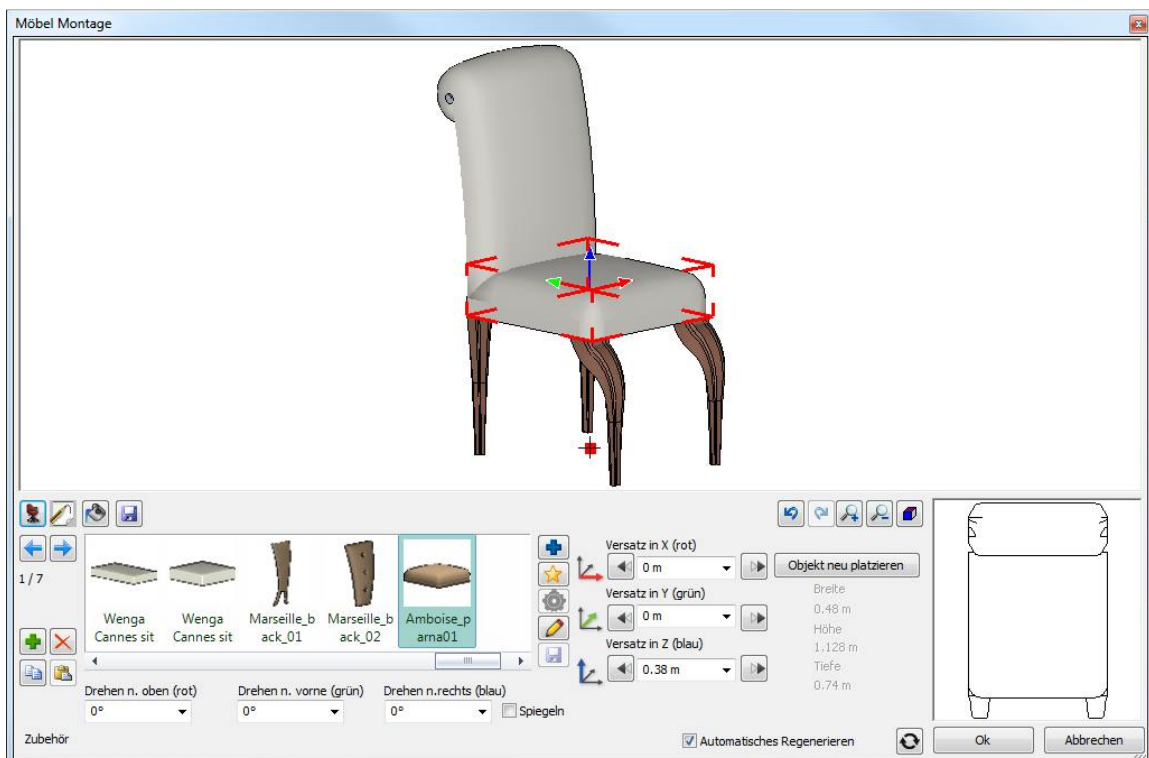 Möbel Montage
1 / 7
Wenga
Cannes sit
Wenga
Cannes sit
Marseille_b
ack_01
Marseille_b
ack_02
Amboise_p
arna01
Versatz in X (rot)
0 m
Versatz in Y (grün)
0 m
Versatz in Z (blau)
0.38 m
Objekt neu platzieren
Breite
0.48 m
Höhe
1.128 m
Tiefe
0.74 m
Drehen n. oben (rot)
0°
Drehen n. vorne (grün)
0°
Drehen n.rechts (blau)
0°
Spiegeln
Zubehör
Automatisches Regenerieren
Ok
Abbrechen